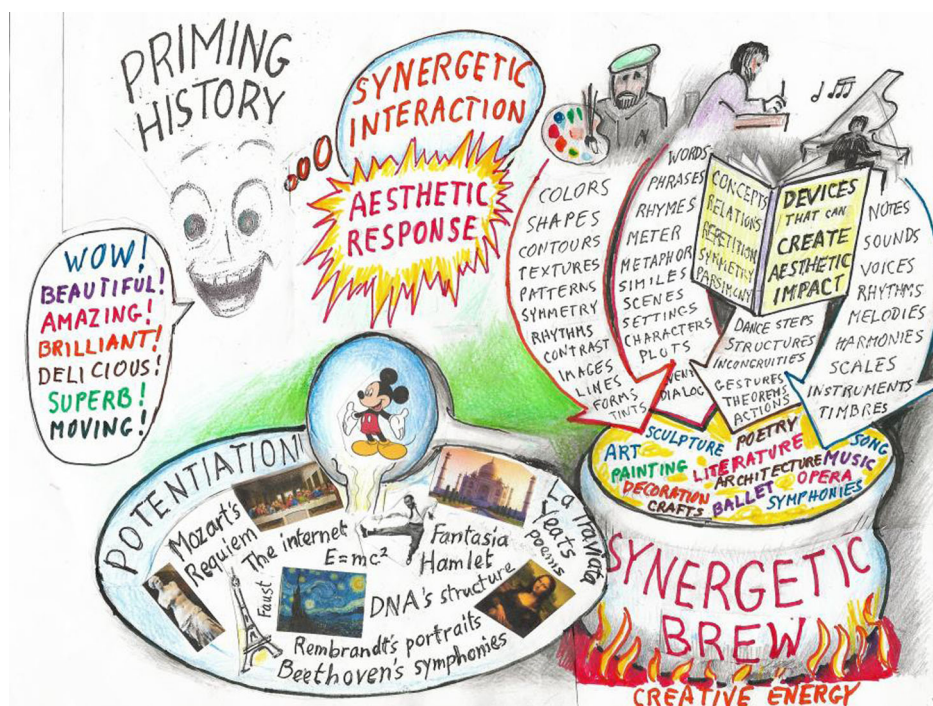 PRIMING
HISTORY
SYNERGETIC
INTERACTION
AESTHETIC
RESPONSE
WOW!
BEAUTIFUL!
AMAZING!
BRILLIANT!
DELICIOUS!
SUPERB!
MOVING!
COLORS
SHAPES
CONTOURS
TEXTURES
PATTERNS
SYMMETRY
RHYTHMS
CONTRAST
IMAGES
LINES
FORMS
TINTS
WORDS
PHRASES
RHYMES
METER
METAPHOR
SIMILES
SCENES
SETTINGS
CHARACTERS
PLOTS
DIALOG
CONCEPTS
RELATIONS
REPETITION
SYMMETRY
PARSIMONY
DEVICES
THAT CAN
CREATE
AESTHETIC
IMPACT
DANCE STEPS
STRUCTURES
INCONGRUITIES
GESTURES
THEOREMS
ACTIONS
NOTES
SOUNDS
VOICES
RHYTHMS
MELODIES
HARMONIES
SCALES
INSTRUMENTS
TIMBRES
ART
SCULPTURE
POETRY
SONG
PAINTING
LITERATURE
MUSIC
DECORATION
ARCHITECTURE
OPERA
CRAFTS
BALLET
SYMPHONIES
SYNERGETIC
BREW
CREATIVE ENERGY
POTENTIATION
Mozart's
Requiem
The internet
E=mc²
Fantasia
Hamlet
La Traviata
Yeats
poems
Faust
DNA's structure
Rembrandt's portraits
Beethoven's symphonies